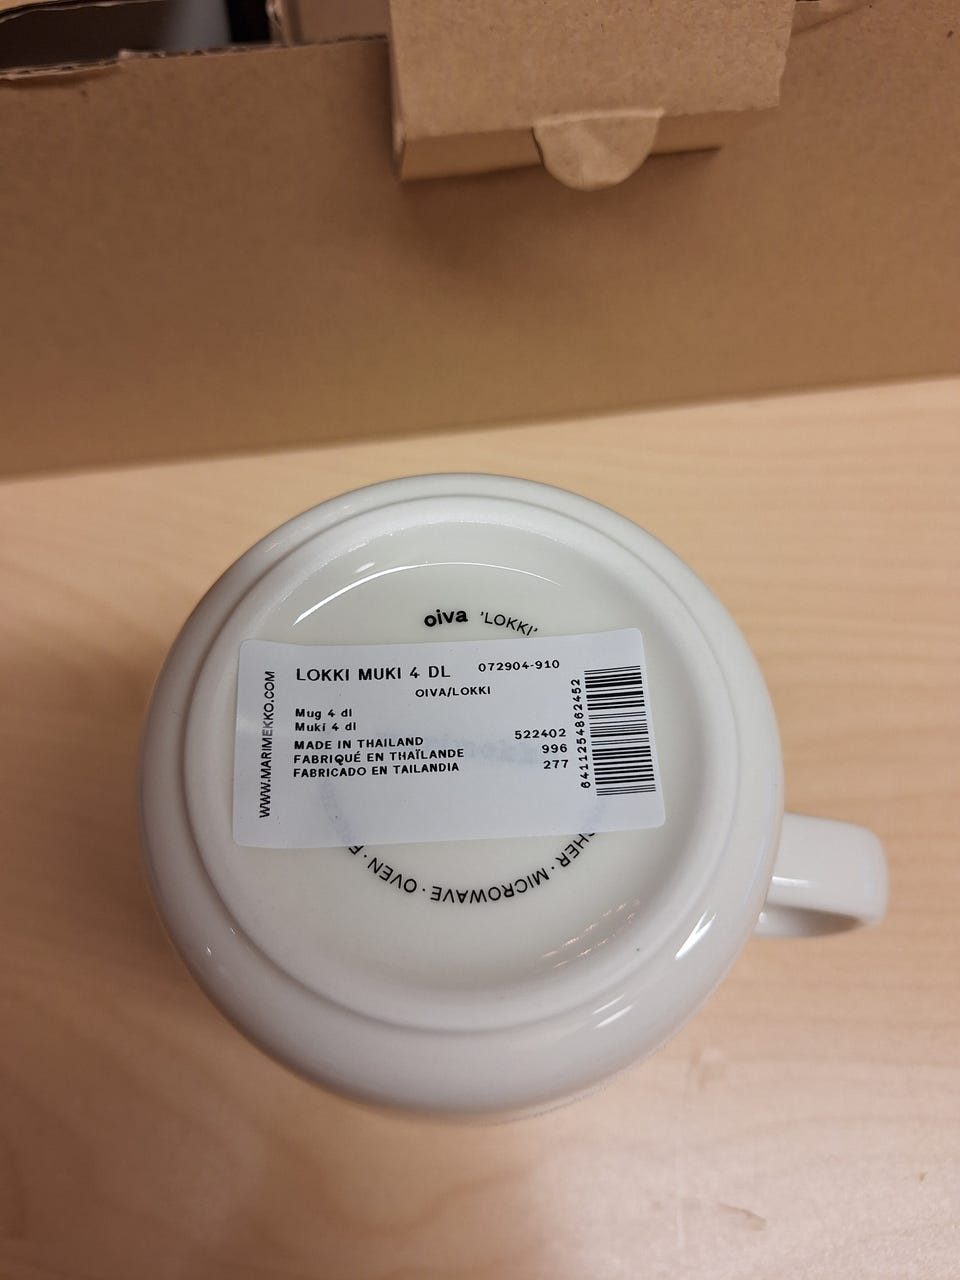 oiva 'LOKKI'
LOKKI MUKI 4 DL 072904-910
OIVA/LOKKI
Mug 4 dl
Muki 4 dl
MADE IN THAILAND 522402
FABRIQUÉ EN THAÏLANDE 996
FABRICADO EN TAILANDIA 277
WWW.MARIMEKKO.COM
6411254862452
· MICROWAVE · OVEN ·